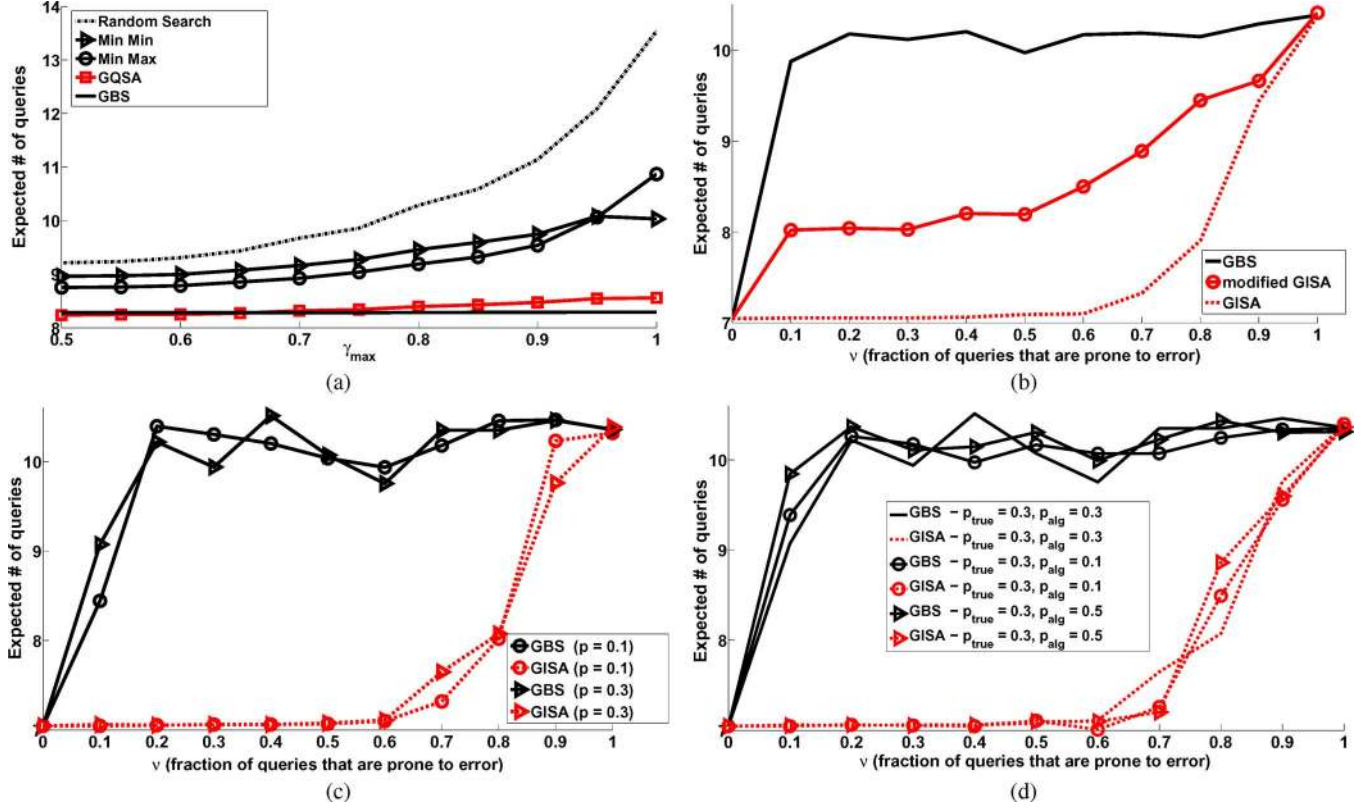 14
13
12
11
10
9
8
Expected # of queries
Random Search
Min Min
Min Max
GQSA
GBS
0.5
0.6
0.7
0.8
0.9
1
γmax
(a)
10
9
8
7
Expected # of queries
GBS
modified GISA
GISA
0
0.1
0.2
0.3
0.4
0.5
0.6
0.7
0.8
0.9
1
ν (fraction of queries that are prone to error)
(b)
10
9
8
Expected # of queries
GBS (p = 0.1)
GISA (p = 0.1)
GBS (p = 0.3)
GISA (p = 0.3)
0
0.1
0.2
0.3
0.4
0.5
0.6
0.7
0.8
0.9
1
ν (fraction of queries that are prone to error)
(c)
10
9
8
Expected # of queries
GBS – ptrue = 0.3, palg = 0.3
GISA – ptrue = 0.3, palg = 0.3
GBS – ptrue = 0.3, palg = 0.1
GISA – ptrue = 0.3, palg = 0.1
GBS – ptrue = 0.3, palg = 0.5
GISA – ptrue = 0.3, palg = 0.5
0
0.1
0.2
0.3
0.4
0.5
0.6
0.7
0.8
0.9
1
ν (fraction of queries that are prone to error)
(d)